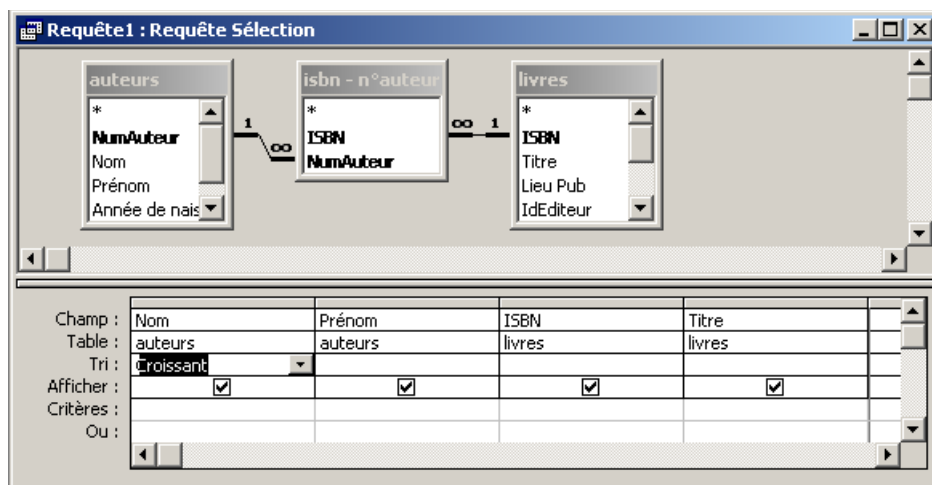 Requête1 : Requête Sélection
auteurs
*
NumAuteur
Nom
Prénom
Année de nais
1
∞
isbn - n°auteur
*
ISBN
NumAuteur
∞
1
livres
*
ISBN
Titre
Lieu Pub
IdEditeur
Champ : Nom Prénom ISBN Titre
Table : auteurs auteurs livres livres
Tri : Croissant
Afficher :
Critères :
Ou :